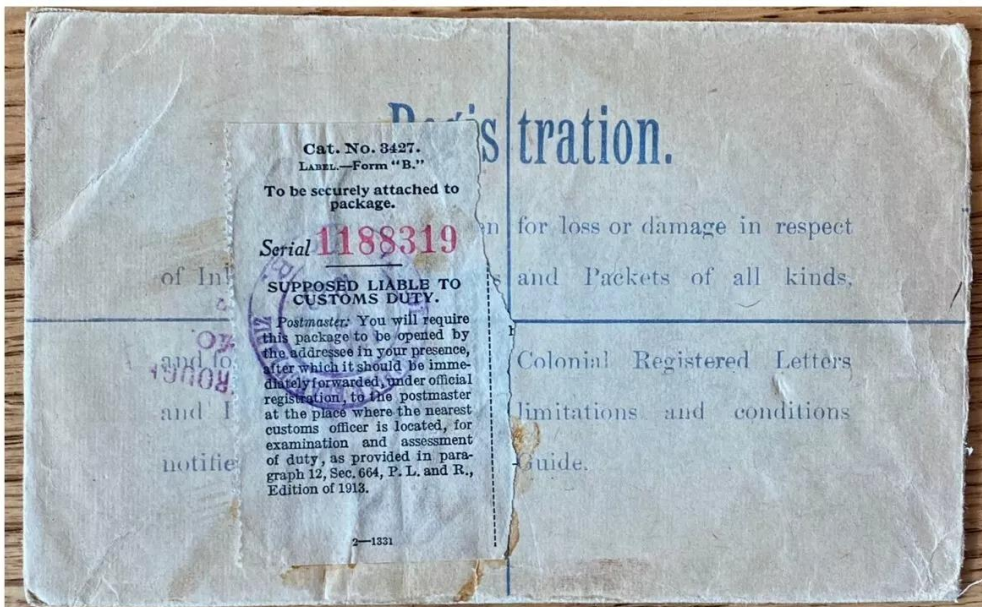 Registration.
Cat. No. 3427.
LABEL.—Form "B."
To be securely attached to
package.
Serial 1188319
SUPPOSED LIABLE TO
CUSTOMS DUTY.
Postmaster: You will require
this package to be opened by
the addressee in your presence,
after which it should be imme-
diately forwarded, under official
registration, to the postmaster
at the place where the nearest
customs officer is located, for
examination and assessment
of duty, as provided in para-
graph 12, Sec. 664, P. L. and R.,
Edition of 1913.
2—1331
for loss or damage in respect
of and Packets of all kinds,
and Colonial Registered Letters
and limitations and conditions
Guide.